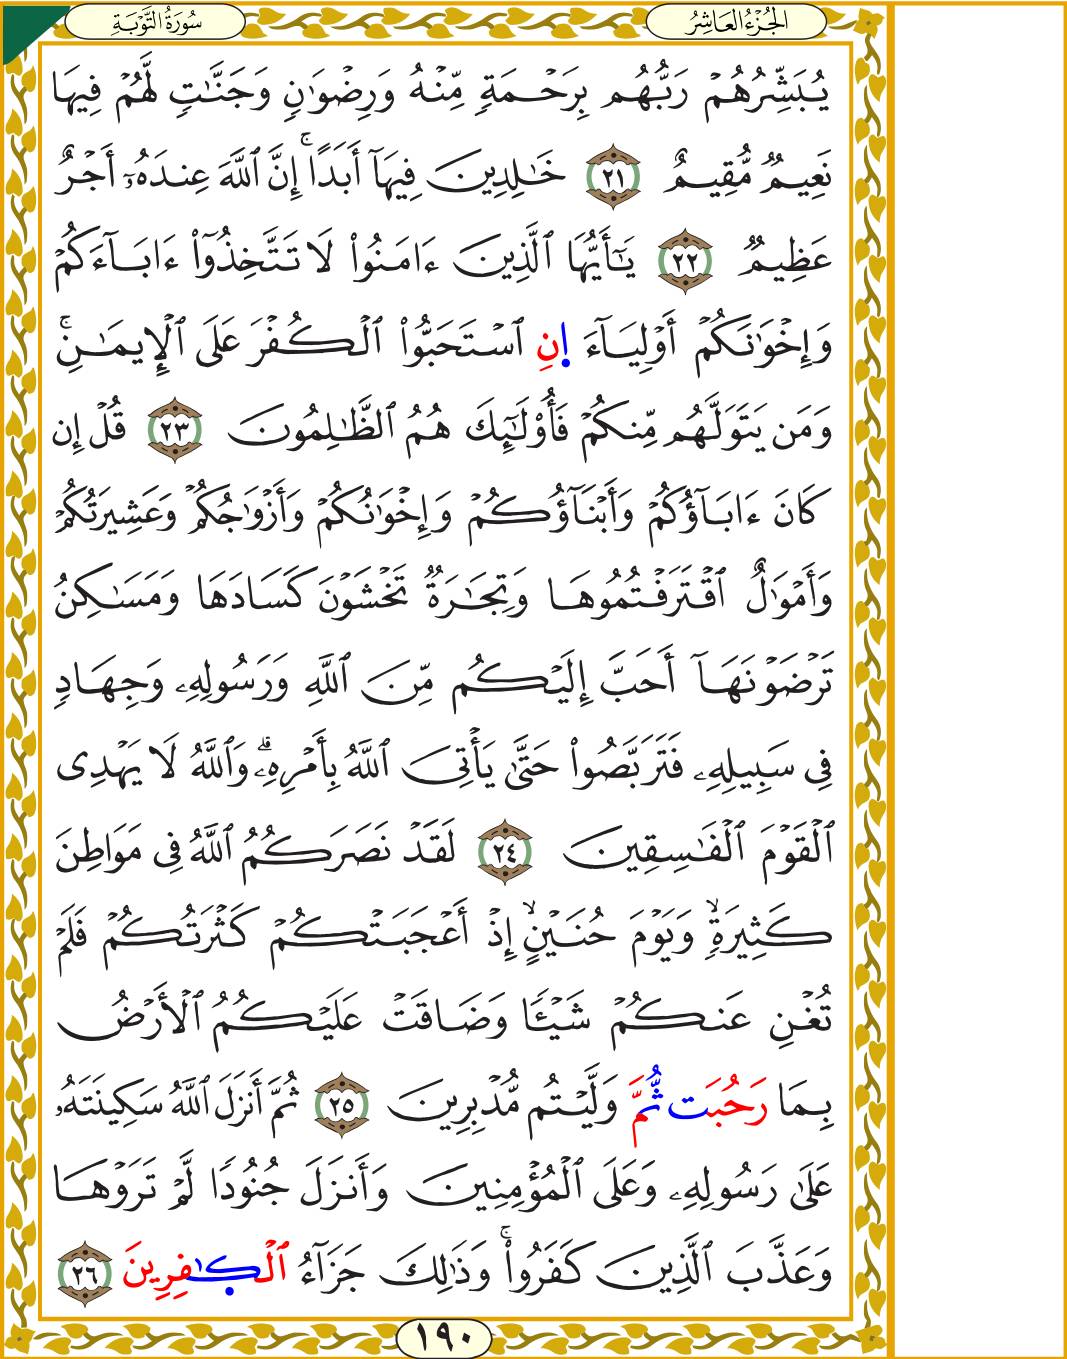 سُورَةُ التَّوْبَةِ
الجُزْءُ العَاشِرُ
يُبَشِّرُهُمْ رَبُّهُم بِرَحْمَةٍ مِّنْهُ وَرِضْوَٰنٍ وَجَنَّٰتٍ لَّهُمْ فِيهَا
نَعِيمٌ مُّقِيمٌ ٢١ خَٰلِدِينَ فِيهَآ أَبَدًا ۚ إِنَّ ٱللَّهَ عِندَهُۥٓ أَجْرٌ
عَظِيمٌ ٢٢ يَٰٓأَيُّهَا ٱلَّذِينَ ءَامَنُوا۟ لَا تَتَّخِذُوٓا۟ ءَابَآءَكُمْ
وَإِخْوَٰنَكُمْ أَوْلِيَآءَ إِنِ ٱسْتَحَبُّوا۟ ٱلْكُفْرَ عَلَى ٱلْإِيمَٰنِ ۚ
وَمَن يَتَوَلَّهُم مِّنكُمْ فَأُو۟لَٰٓئِكَ هُمُ ٱلظَّٰلِمُونَ ٢٣ قُلْ إِن
كَانَ ءَابَآؤُكُمْ وَأَبْنَآؤُكُمْ وَإِخْوَٰنُكُمْ وَأَزْوَٰجُكُمْ وَعَشِيرَتُكُمْ
وَأَمْوَٰلٌ ٱقْتَرَفْتُمُوهَا وَتِجَٰرَةٌ تَخْشَوْنَ كَسَادَهَا وَمَسَٰكِنُ
تَرْضَوْنَهَآ أَحَبَّ إِلَيْكُم مِّنَ ٱللَّهِ وَرَسُولِهِۦ وَجِهَادٍ
فِى سَبِيلِهِۦ فَتَرَبَّصُوا۟ حَتَّىٰ يَأْتِىَ ٱللَّهُ بِأَمْرِهِۦ ۗ وَٱللَّهُ لَا يَهْدِى
ٱلْقَوْمَ ٱلْفَٰسِقِينَ ٢٤ لَقَدْ نَصَرَكُمُ ٱللَّهُ فِى مَوَاطِنَ
كَثِيرَةٍ ۙ وَيَوْمَ حُنَيْنٍ ۙ إِذْ أَعْجَبَتْكُمْ كَثْرَتُكُمْ فَلَمْ
تُغْنِ عَنكُمْ شَيْـًٔا وَضَاقَتْ عَلَيْكُمُ ٱلْأَرْضُ
بِمَا رَحُبَت ثُّمَّ وَلَّيْتُم مُّدْبِرِينَ ٢٥ ثُمَّ أَنزَلَ ٱللَّهُ سَكِينَتَهُۥ
عَلَىٰ رَسُولِهِۦ وَعَلَى ٱلْمُؤْمِنِينَ وَأَنزَلَ جُنُودًا لَّمْ تَرَوْهَا
وَعَذَّبَ ٱلَّذِينَ كَفَرُوا۟ ۚ وَذَٰلِكَ جَزَآءُ ٱلْكَٰفِرِينَ ٢٦
١٩٠